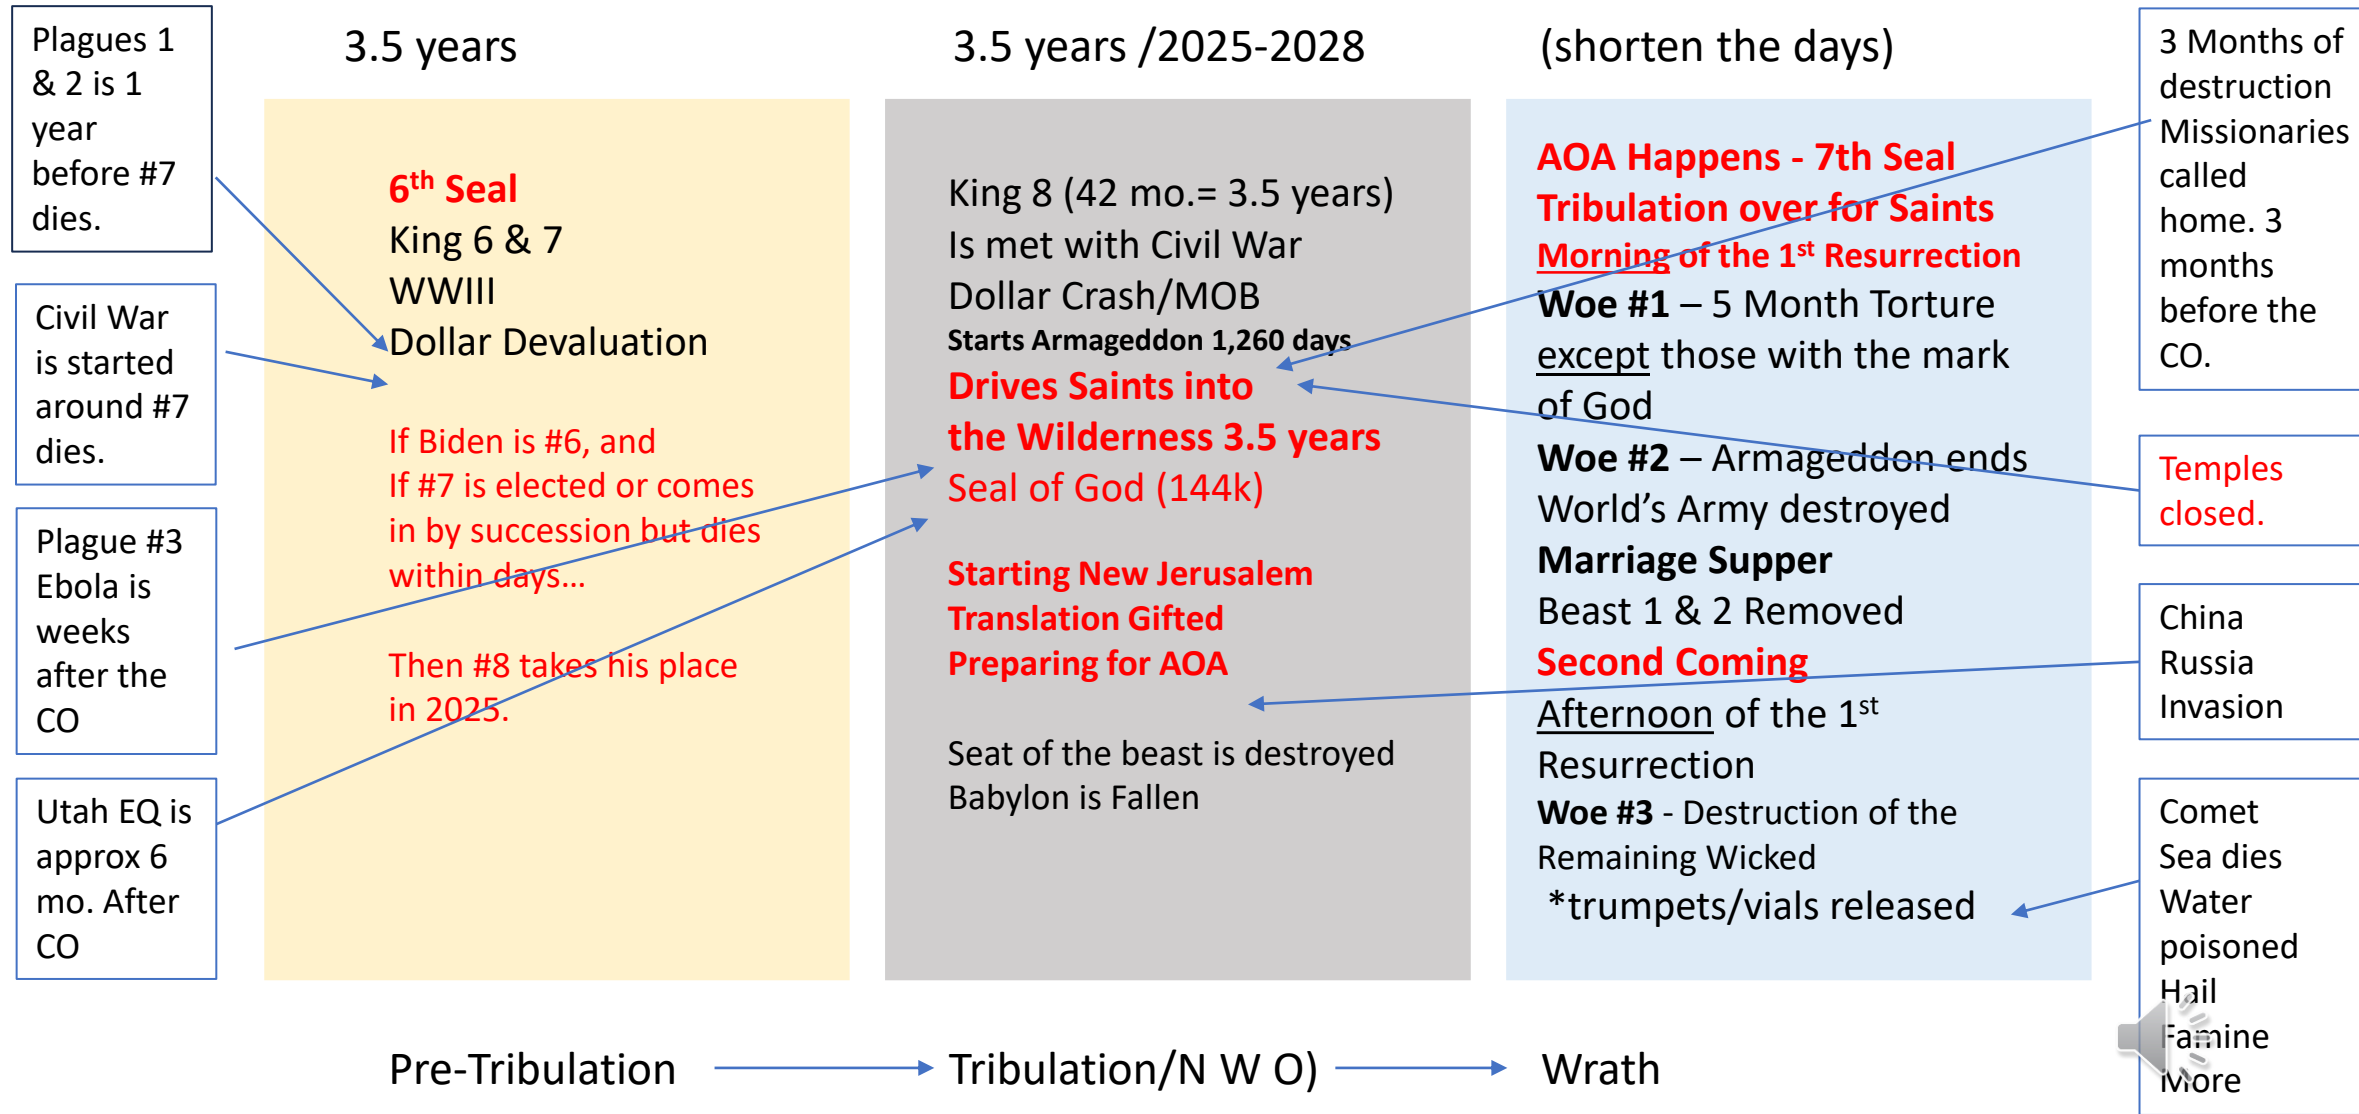 Plagues 1
& 2 is 1
year
before #7
dies.
Civil War
is started
around #7
dies.
Plague #3
Ebola is
weeks
after the
CO
Utah EQ is
approx 6
mo. After
CO
3.5 years
6th Seal
King 6 & 7
WWIII
Dollar Devaluation
If Biden is #6, and
If #7 is elected or comes
in by succession but dies
within days...
Then #8 takes his place
in 2025.
Pre-Tribulation
3.5 years /2025-2028
King 8 (42 mo.= 3.5 years)
Is met with Civil War
Dollar Crash/MOB
Starts Armageddon 1,260 days
Drives Saints into
the Wilderness 3.5 years
Seal of God (144k)
Starting New Jerusalem
Translation Gifted
Preparing for AOA
Seat of the beast is destroyed
Babylon is Fallen
Tribulation/N W O)
(shorten the days)
AOA Happens - 7th Seal
Tribulation over for Saints
Morning of the 1st Resurrection
Woe #1 – 5 Month Torture
except those with the mark
of God
Woe #2 – Armageddon ends
World's Army destroyed
Marriage Supper
Beast 1 & 2 Removed
Second Coming
Afternoon of the 1st
Resurrection
Woe #3 - Destruction of the
Remaining Wicked
*trumpets/vials released
Wrath
3 Months of
destruction
Missionaries
called
home. 3
months
before the
CO.
Temples
closed.
China
Russia
Invasion
Comet
Sea dies
Water
poisoned
Hail
Famine
More